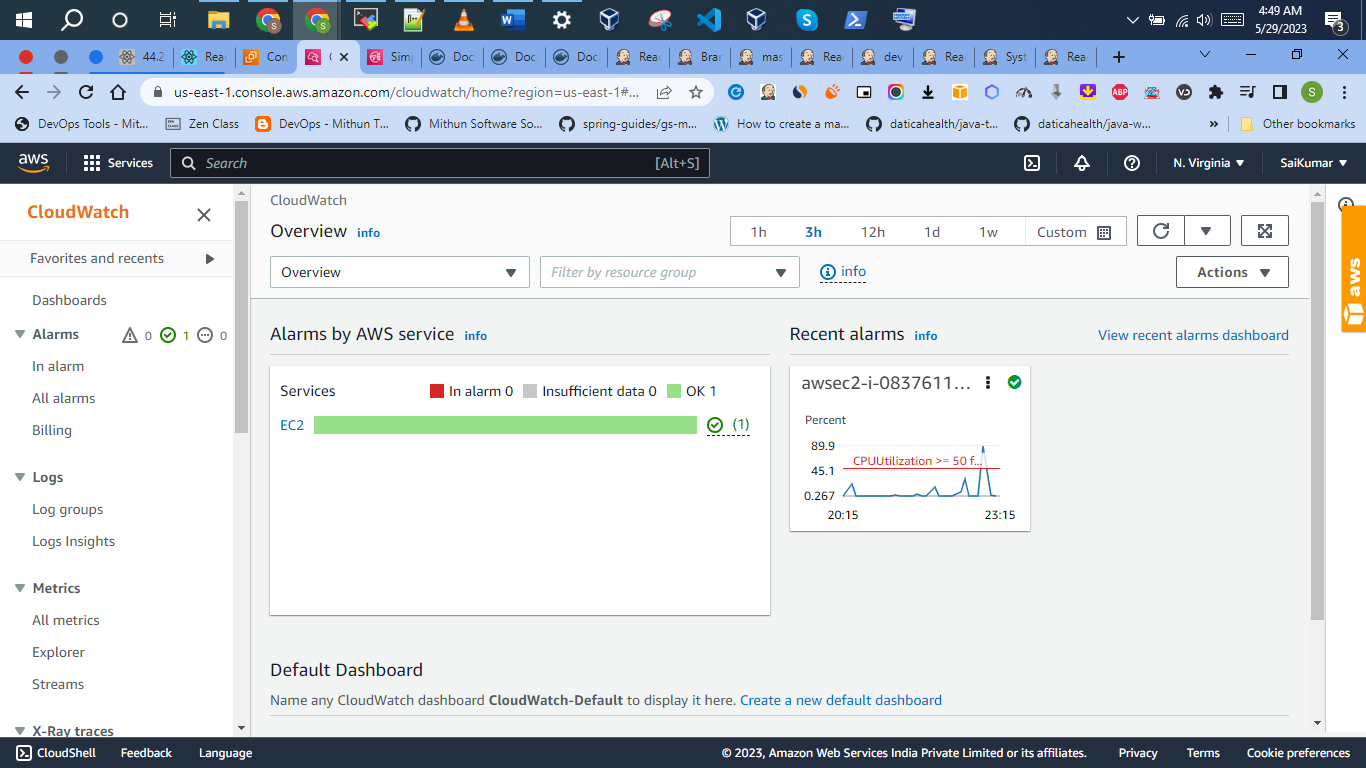 4:49 AM
5/29/2023
3
44.2
Rea
Con
Sim
Doc
Doc
Doc
Rea
Bran
mas
Rea
dev
Rea
Syst
Rea
us-east-1.console.aws.amazon.com/cloudwatch/home?region=us-east-1#...
ABP
S
DevOps Tools - Mit...
Zen Class
DevOps - Mithun T...
Mithun Software So...
spring-guides/gs-m...
How to create a ma...
daticahealth/java-t...
daticahealth/java-w...
»
Other bookmarks
aws
Services
Search
[Alt+S]
N. Virginia
SaiKumar
CloudWatch
Favorites and recents
Dashboards
Alarms 0 1 0
In alarm
All alarms
Billing
Logs
Log groups
Logs Insights
Metrics
All metrics
Explorer
Streams
X-Ray traces
CloudWatch
Overview info
1h 3h 12h 1d 1w Custom
Overview
Filter by resource group
info
Actions
aws
Alarms by AWS service info
Services
In alarm 0 Insufficient data 0 OK 1
EC2 (1)
Recent alarms info
View recent alarms dashboard
awsec2-i-0837611...
Percent
89.9
CPUUtilization >= 50 f...
45.1
0.267
20:15 23:15
Default Dashboard
Name any CloudWatch dashboard CloudWatch-Default to display it here. Create a new default dashboard
CloudShell Feedback Language
© 2023, Amazon Web Services India Private Limited or its affiliates. Privacy Terms Cookie preferences